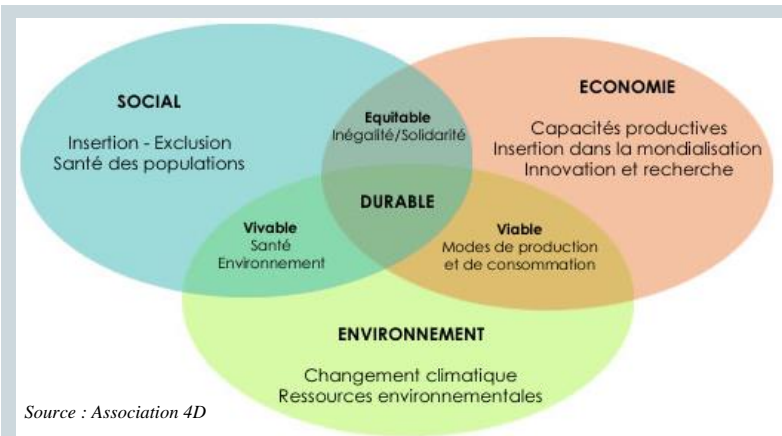 SOCIAL
Insertion - Exclusion
Santé des populations
ECONOMIE
Capacités productives
Insertion dans la mondialisation
Innovation et recherche
Equitable
Inégalité/Solidarité
DURABLE
Vivable
Santé
Environnement
Viable
Modes de production
et de consommation
ENVIRONNEMENT
Changement climatique
Ressources environnementales
Source : Association 4D